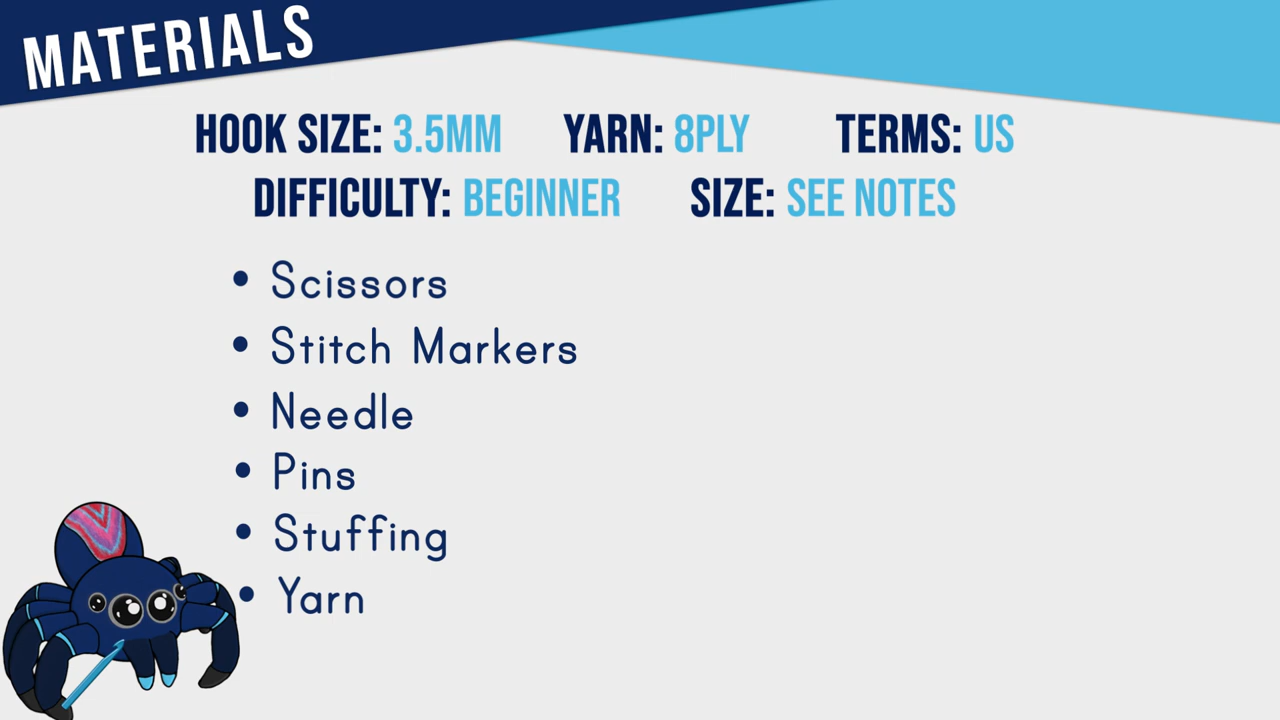 MATERIALS
HOOK SIZE: 3.5MM YARN: 8PLY TERMS: US
DIFFICULTY: BEGINNER SIZE: SEE NOTES
• Scissors
• Stitch Markers
• Needle
• Pins
• Stuffing
• Yarn